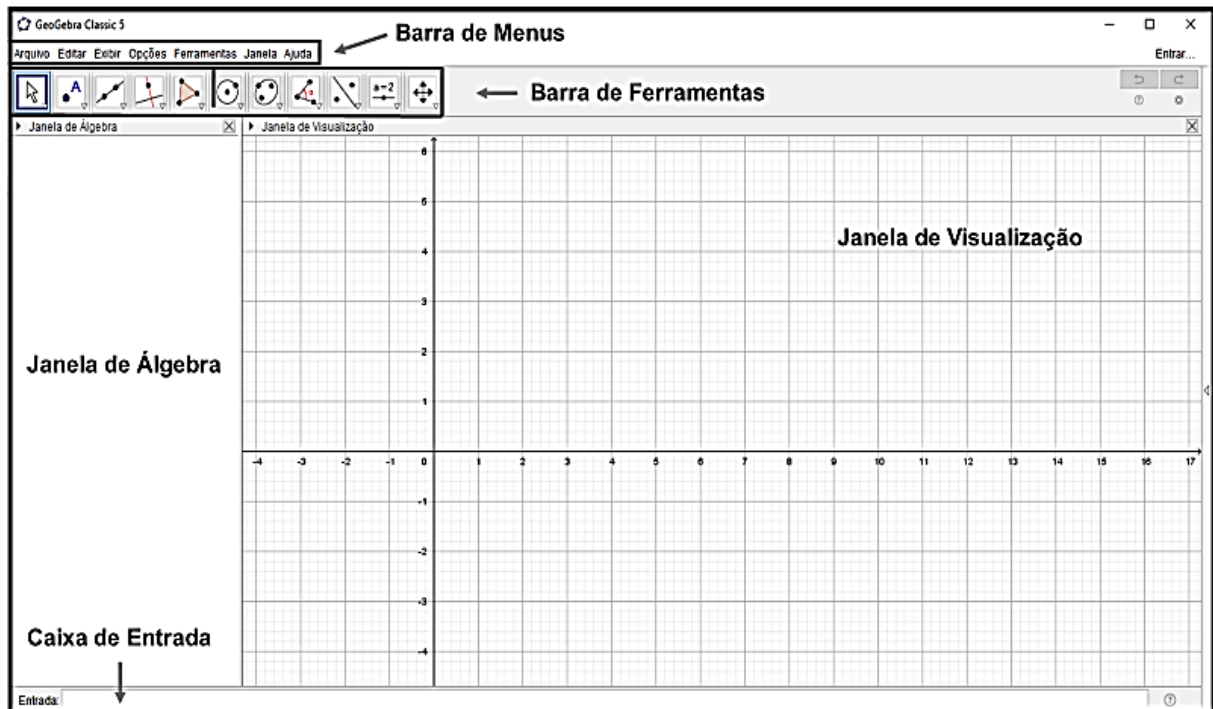 GeoGebra Classic 5
Barra de Menus
Arquivo Editar Exibir Opções Ferramentas Janela Ajuda
Entrar...
A
a=2
Barra de Ferramentas
Janela de Álgebra
Janela de Visualização
6
5
Janela de Visualização
4
3
2
Janela de Álgebra
1
-4 -3 -2 -1 0 1 2 3 4 5 6 7 8 9 10 11 12 13 14 15 16 17
-1
-2
-3
Caixa de Entrada
-4
Entrada: